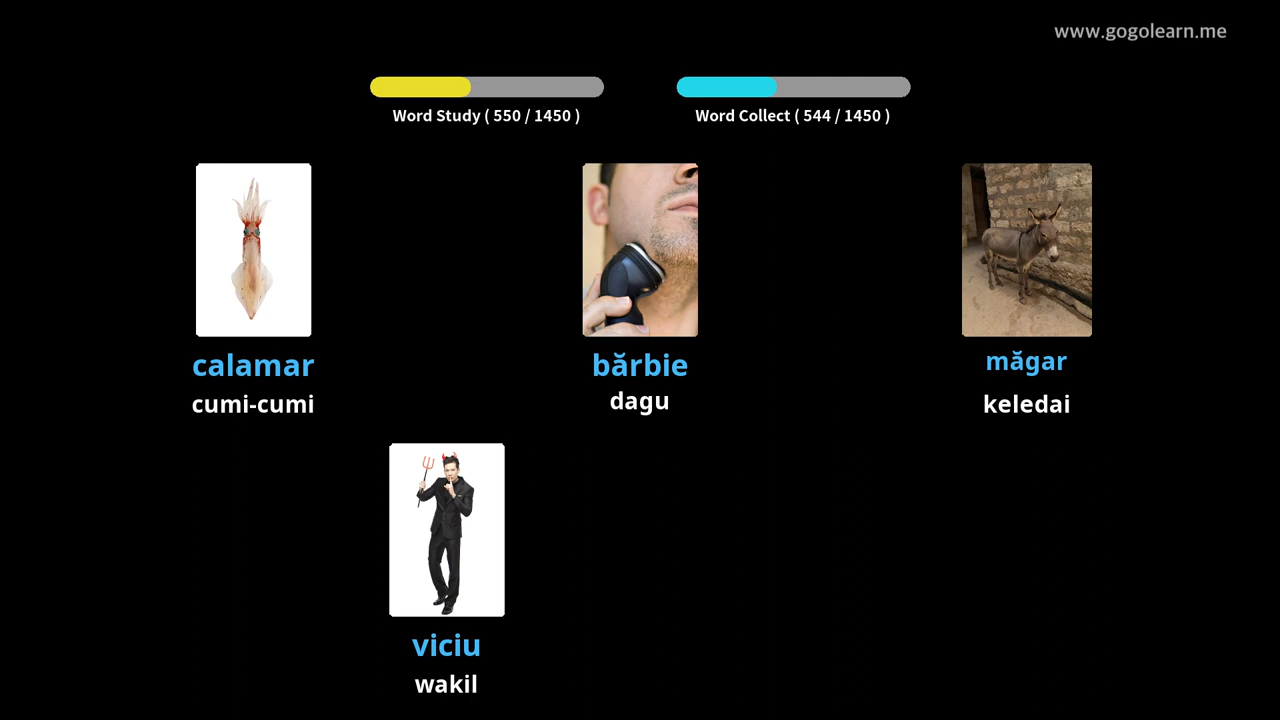 www.gogolearn.me
Word Study ( 550 / 1450 )
Word Collect ( 544 / 1450 )
calamar
cumi-cumi
bărbie
dagu
măgar
keledai
viciu
wakil